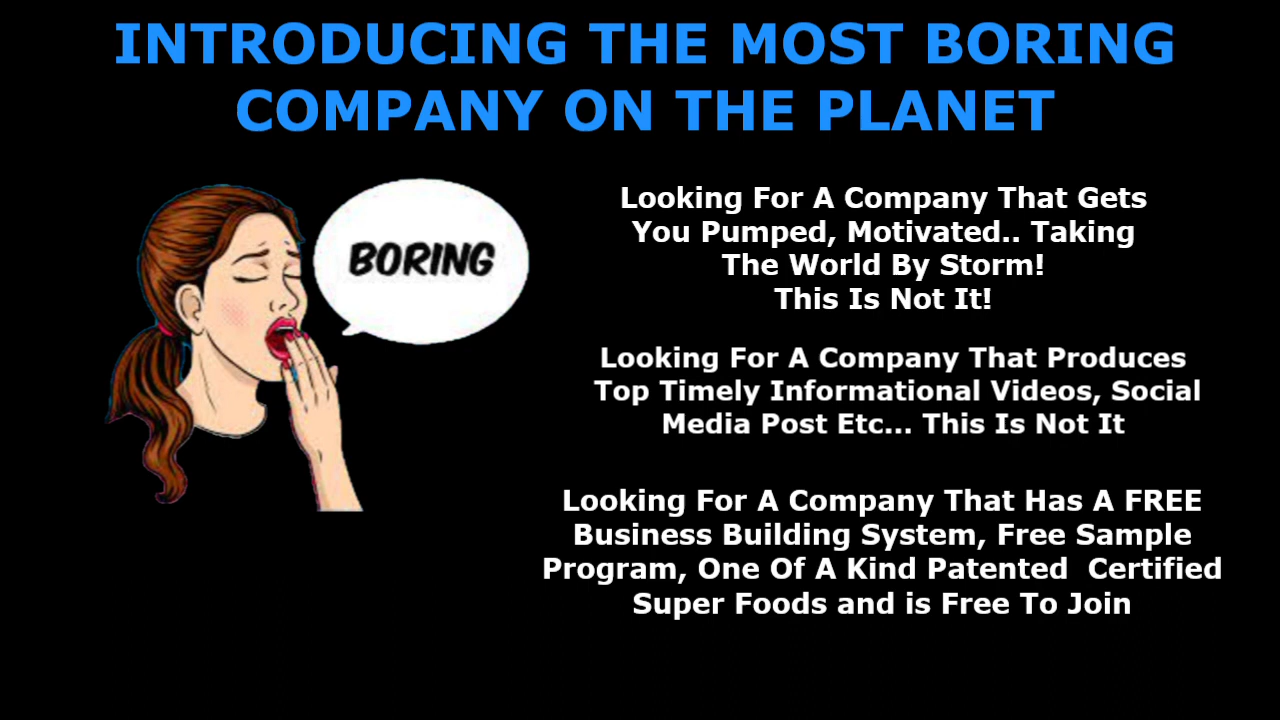 INTRODUCING THE MOST BORING
COMPANY ON THE PLANET
BORING
Looking For A Company That Gets
You Pumped, Motivated.. Taking
The World By Storm!
This Is Not It!
Looking For A Company That Produces
Top Timely Informational Videos, Social
Media Post Etc... This Is Not It
Looking For A Company That Has A FREE
Business Building System, Free Sample
Program, One Of A Kind Patented  Certified
Super Foods and is Free To Join